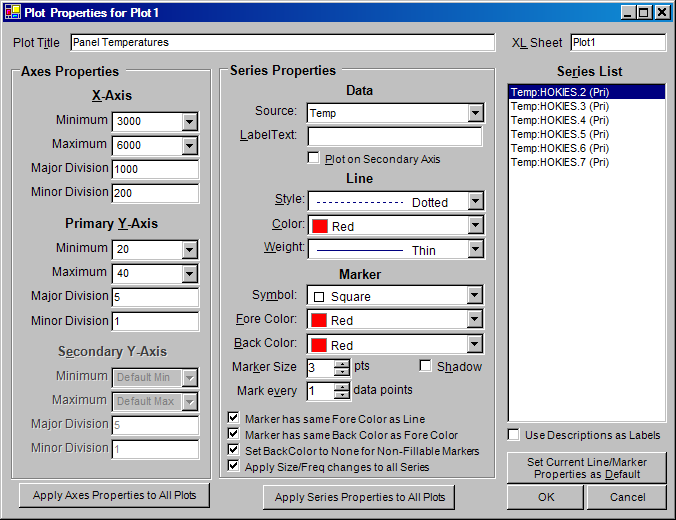 Plot Properties for Plot1
Plot Title Panel Temperatures XL Sheet Plot1
Axes Properties
X-Axis
Minimum 3000
Maximum 6000
Major Division 1000
Minor Division 200
Primary Y-Axis
Minimum 20
Maximum 40
Major Division 5
Minor Division 1
Secondary Y-Axis
Minimum Default Min
Maximum Default Max
Major Division 5
Minor Division 1
Apply Axes Properties to All Plots
Series Properties
Data
Source: Temp
LabelText:
Plot on Secondary Axis
Line
Style: Dotted
Color: Red
Weight: Thin
Marker
Symbol: Square
Fore Color: Red
Back Color: Red
Marker Size 3 pts Shadow
Mark every 1 data points
Marker has same Fore Color as Line
Marker has same Back Color as Fore Color
Set BackColor to None for Non-Fillable Markers
Apply Size/Freq changes to all Series
Apply Series Properties to All Plots
Series List
Temp:HOKIES.2 (Pri)
Temp:HOKIES.3 (Pri)
Temp:HOKIES.4 (Pri)
Temp:HOKIES.5 (Pri)
Temp:HOKIES.6 (Pri)
Temp:HOKIES.7 (Pri)
Use Descriptions as Labels
Set Current Line/Marker
Properties as Default
OK Cancel